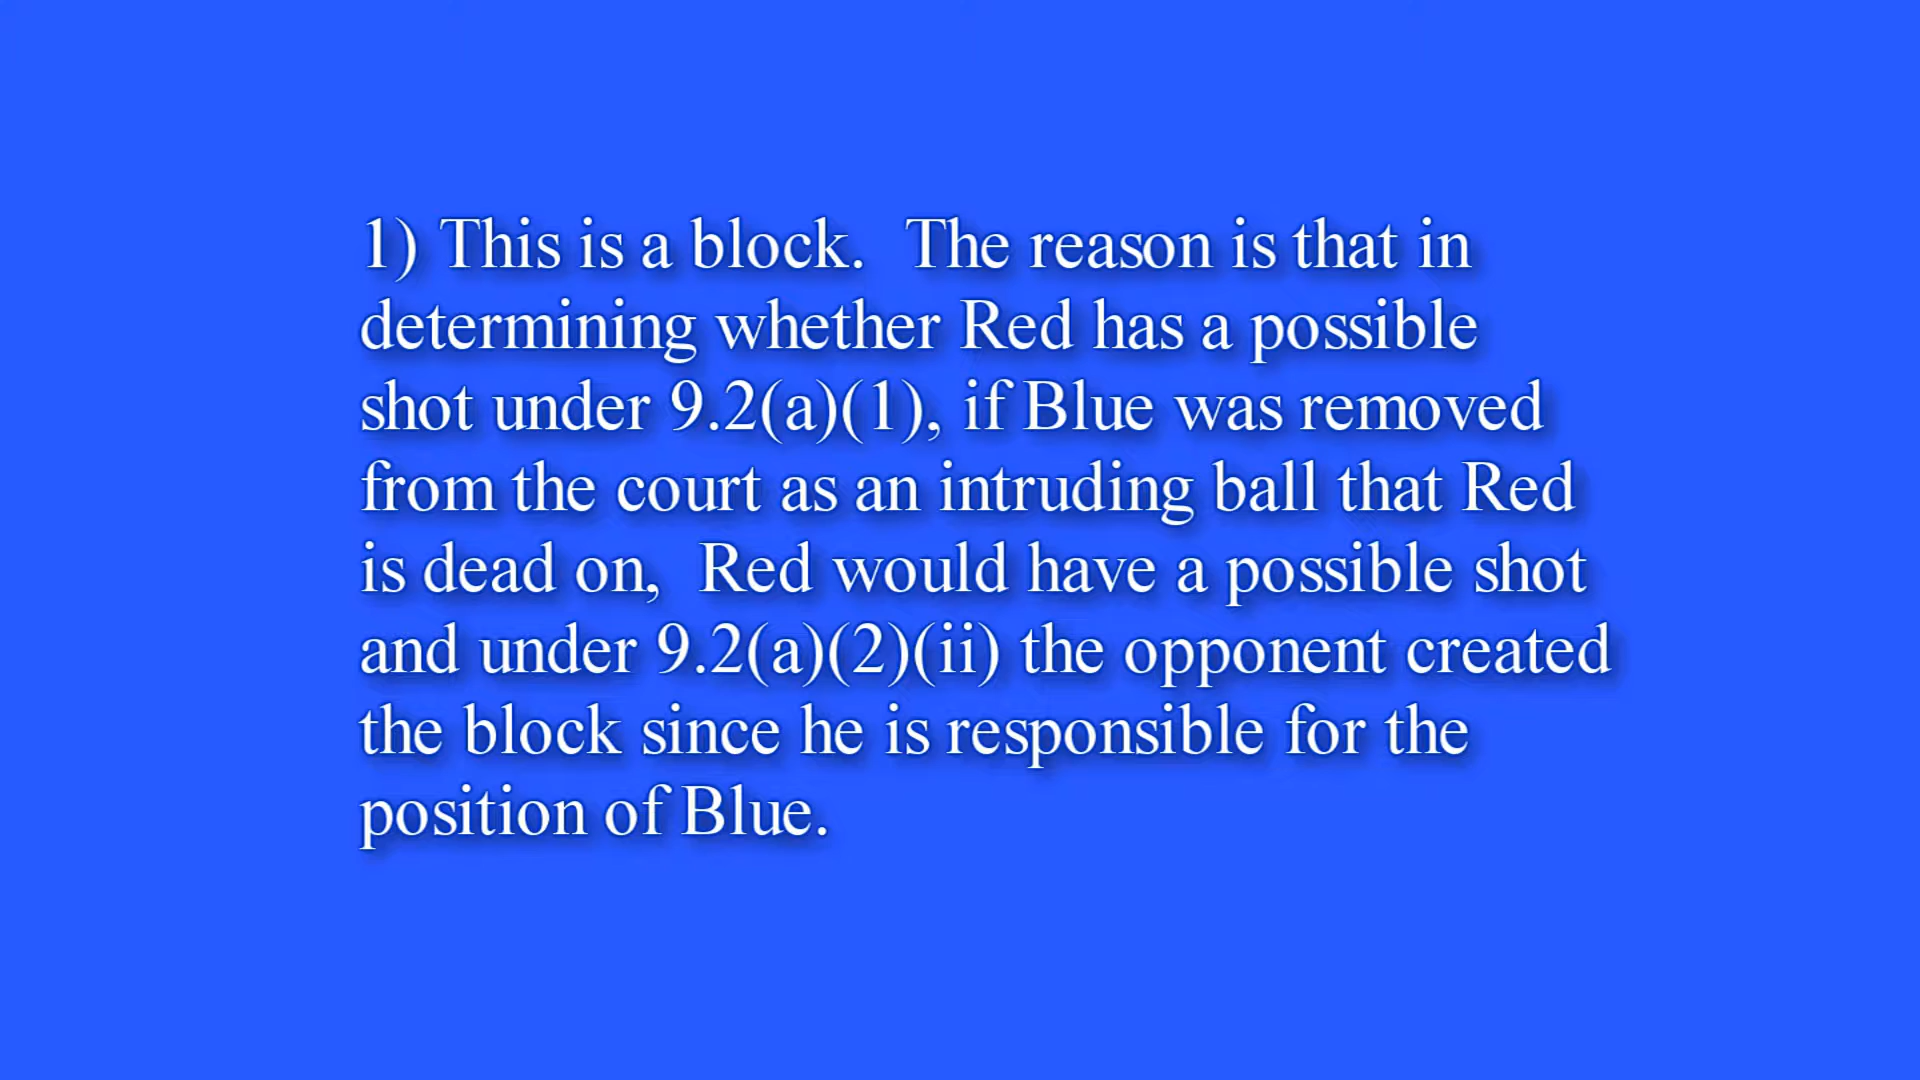 1) This is a block.  The reason is that in
determining whether Red has a possible
shot under 9.2(a)(1), if Blue was removed
from the court as an intruding ball that Red
is dead on,  Red would have a possible shot
and under 9.2(a)(2)(ii) the opponent created
the block since he is responsible for the
position of Blue.